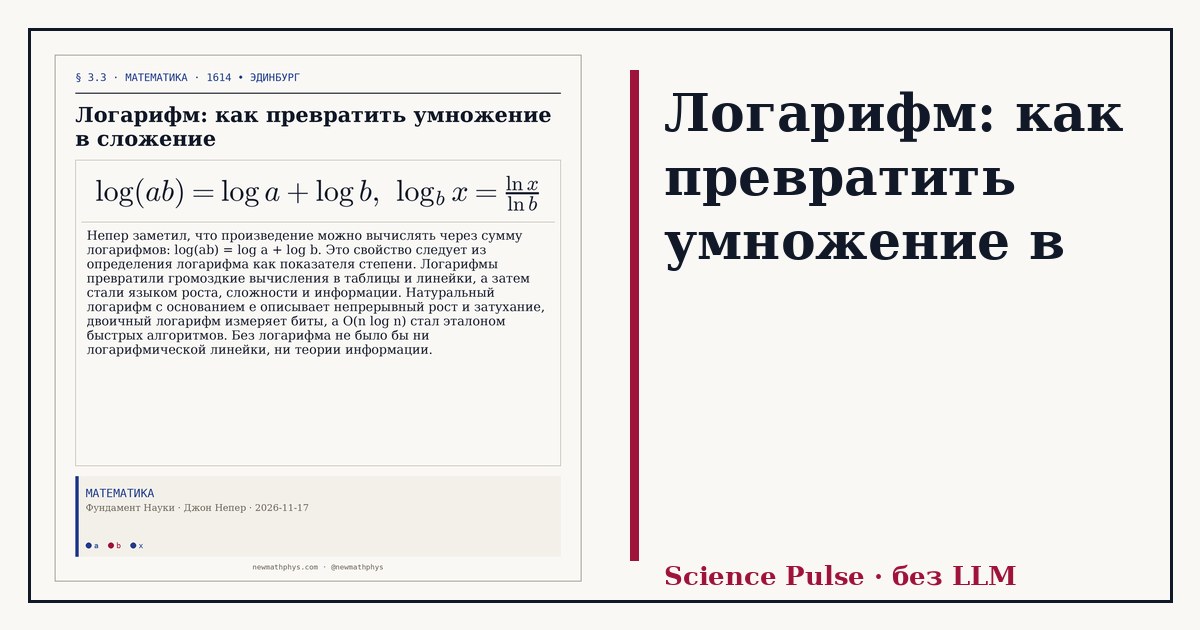 § 3.3 · МАТЕМАТИКА · 1614 • ЭДИНБУРГ
Логарифм: как превратить умножение
в сложение
log(ab) = log a + log b, log_b x = ln x / ln b
Непер заметил, что произведение можно вычислять через сумму
логарифмов: log(ab) = log a + log b. Это свойство следует из
определения логарифма как показателя степени. Логарифмы
превратили громоздкие вычисления в таблицы и линейки, а затем
стали языком роста, сложности и информации. Натуральный
логарифм с основанием e описывает непрерывный рост и затухание,
двоичный логарифм измеряет биты, а O(n log n) стал эталоном
быстрых алгоритмов. Без логарифма не было бы ни
логарифмической линейки, ни теории информации.
МАТЕМАТИКА
Фундамент Науки · Джон Непер · 2026-11-17
a b x
newmathphys.com · @newmathphys
Логарифм: как
превратить
умножение в
Science Pulse · без LLM